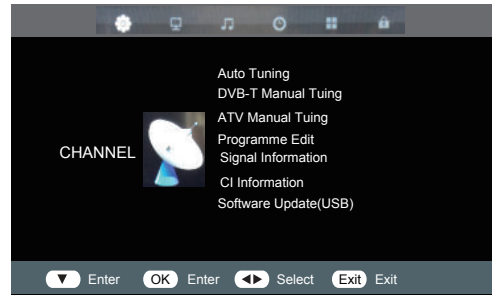 Auto Tuning
DVB-T Manual Tuing
ATV Manual Tuing
Programme Edit
CHANNEL
Signal Information
CI Information
Software Update(USB)
Enter OK Enter Select Exit Exit